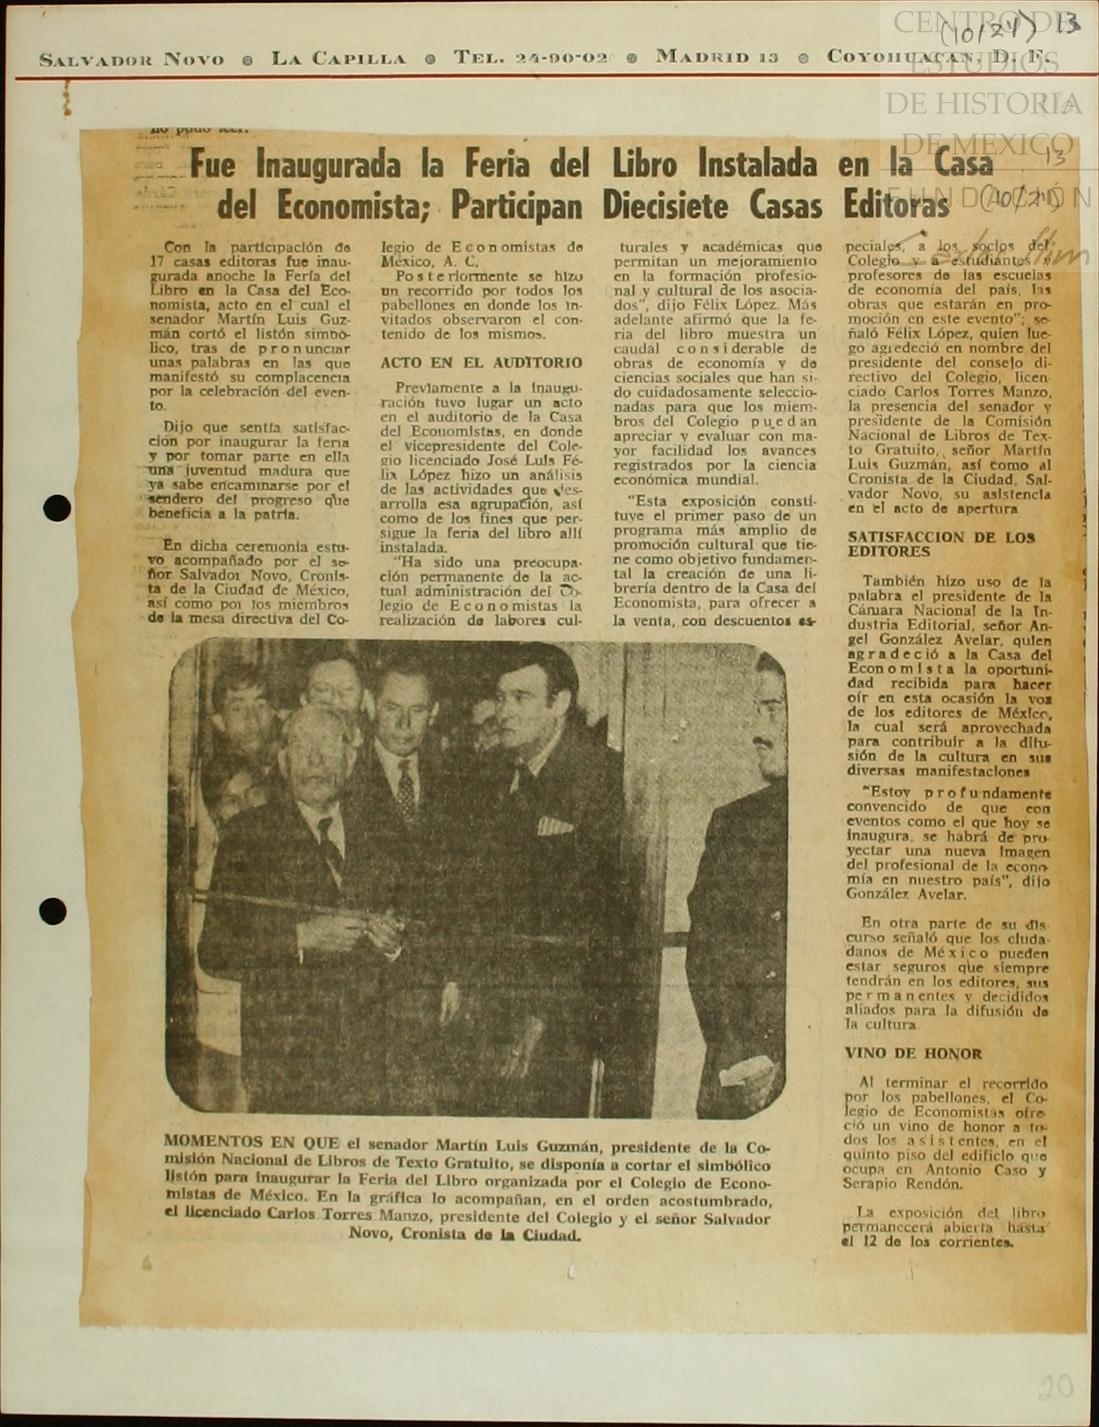 SALVADOR NOVO ● LA CAPILLA ● TEL. 24-90-02 ● MADRID 13 ● COYOHUACAN, D. F.
(10/24) 13
CENTRO DE
ESTUDIOS
DE HISTORIA
DE MEXICO
FUNDACIÓN
13
(10/24)
no pudo leer.
Fue Inaugurada la Feria del Libro Instalada en la Casa
del Economista; Participan Diecisiete Casas Editoras
Con la participación de
17 casas editoras fue inau-
gurada anoche la Feria del
Libro en la Casa del Eco-
nomista, acto en el cual el
senador Martín Luis Guz-
mán cortó el listón simbó-
lico, tras de pronunciar
unas palabras en las que
manifestó su complacencia
por la celebración del even-
to.
Dijo que sentía satisfac-
ción por inaugurar la feria
y por tomar parte en ella
una juventud madura que
ya sabe encaminarse por el
sendero del progreso que
beneficia a la patria.
En dicha ceremonia estu-
vo acompañado por el se-
ñor Salvador Novo, Cronis-
ta de la Ciudad de México,
así como por los miembros
de la mesa directiva del Co-
legio de Economistas de
México, A. C.
Posteriormente se hizo
un recorrido por todos los
pabellones en donde los in-
vitados observaron el con-
tenido de los mismos.
ACTO EN EL AUDITORIO
Previamente a la inaugu-
ración tuvo lugar un acto
en el auditorio de la Casa
del Economistas, en donde
el vicepresidente del Cole-
gio licenciado José Luis Fé-
lix López hizo un análisis
de las actividades que des-
arrolla esa agrupación, así
como de los fines que per-
sigue la feria del libro allí
instalada.
"Ha sido una preocupa-
ción permanente de la ac-
tual administración del Co-
legio de Economistas la
realización de labores cul-
turales y académicas que
permitan un mejoramiento
en la formación profesio-
nal y cultural de los asocia-
dos", dijo Félix López. Más
adelante afirmó que la fe-
ria del libro muestra un
caudal considerable de
obras de economía y de
ciencias sociales que han si-
do cuidadosamente seleccio-
nadas para que los miem-
bros del Colegio puedan
apreciar y evaluar con ma-
yor facilidad los avances
registrados por la ciencia
económica mundial.
"Esta exposición consti-
tuye el primer paso de un
programa más amplio de
promoción cultural que tie-
ne como objetivo fundamen-
tal la creación de una li-
brería dentro de la Casa del
Economista, para ofrecer a
la venta, con descuentos es-
peciales, a los socios del
Colegio y a estudiantes y
profesores de las escuelas
de economía del país, las
obras que estarán en pro-
moción en este evento"; se-
ñaló Félix López, quien lue-
go agredeció en nombre del
presidente del consejo di-
rectivo del Colegio, licen-
ciado Carlos Torres Manzo,
la presencia del senador y
presidente de la Comisión
Nacional de Libros de Tex-
to Gratuito, señor Martín
Luis Guzmán, así como al
Cronista de la Ciudad, Sal-
vador Novo, su asistencia
en el acto de apertura
SATISFACCION DE LOS
EDITORES
También hizo uso de la
palabra el presidente de la
Cámara Nacional de la In-
dustria Editorial, señor An-
gel González Avelar, quien
agradeció a la Casa del
Economista la oportuni-
dad recibida para hacer
oír en esta ocasión la voz
de los editores de México,
la cual será aprovechada
para contribuir a la difu-
sión de la cultura en sus
diversas manifestaciones
"Estoy profundamente
convencido de que con
eventos como el que hoy se
inaugura, se habrá de pro-
yectar una nueva imagen
del profesional de la econo-
mía en nuestro país", dijo
González Avelar.
En otra parte de su dis
curso señaló que los ciuda-
danos de México pueden
estar seguros que siempre
tendrán en los editores, sus
permanentes y decididos
aliados para la difusión de
la cultura
VINO DE HONOR
Al terminar el recorrido
por los pabellones, el Co-
legio de Economistas ofre-
ció un vino de honor a to-
dos los asistentes, en el
quinto piso del edificio que
ocupa en Antonio Caso y
Serapio Rendón.
La exposición del libro
permanecerá abierta hasta
el 12 de los corrientes.
MOMENTOS EN QUE el senador Martín Luis Guzmán, presidente de la Co-
misión Nacional de Libros de Texto Gratuito, se disponía a cortar el simbólico
listón para inaugurar la Feria del Libro organizada por el Colegio de Econo-
mistas de México. En la gráfica lo acompañan, en el orden acostumbrado,
el licenciado Carlos Torres Manzo, presidente del Colegio y el señor Salvador
Novo, Cronista de la Ciudad.
20